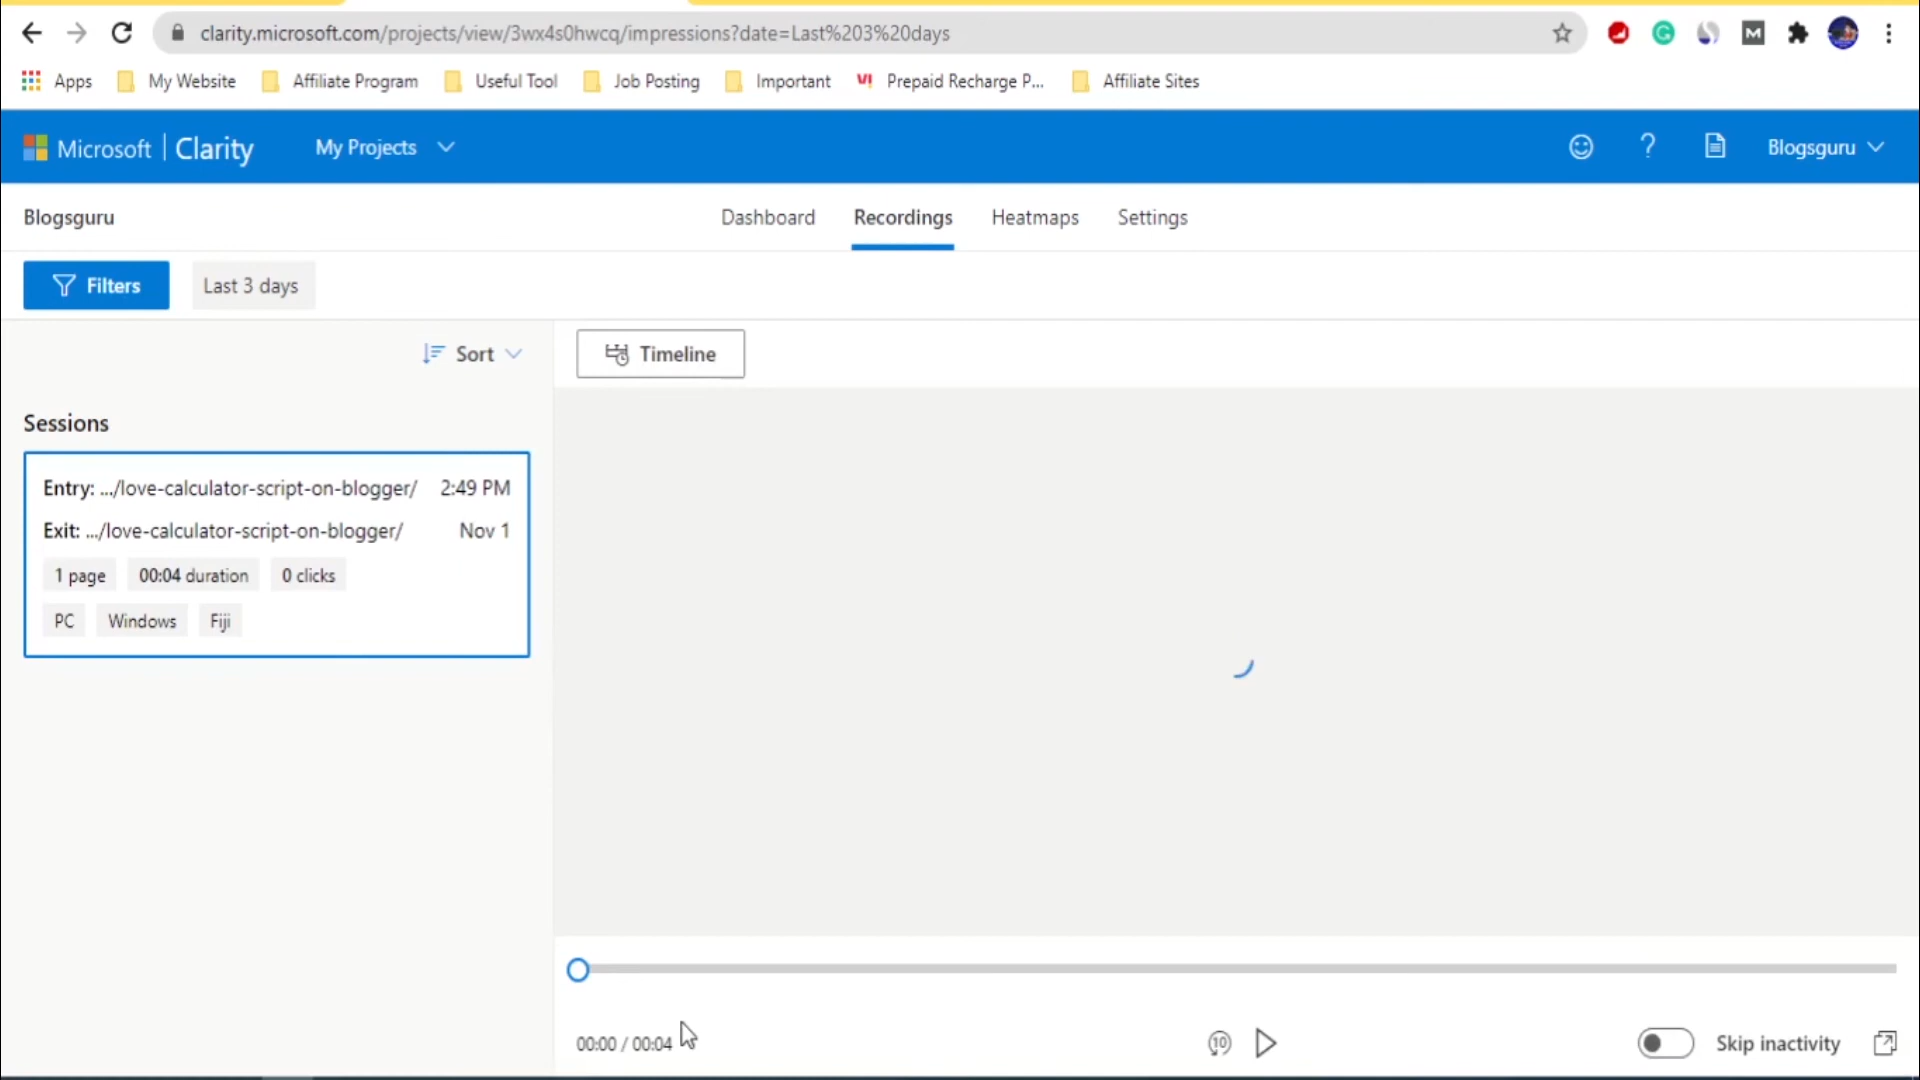 clarity.microsoft.com/projects/view/3wx4s0hwcq/impressions?date=Last%203%20days
Apps My Website Affiliate Program Useful Tool Job Posting Important Prepaid Recharge P... Affiliate Sites
Microsoft | Clarity My Projects Blogsguru
Blogsguru Dashboard Recordings Heatmaps Settings
Filters Last 3 days
Sort Timeline
Sessions
Entry: .../love-calculator-script-on-blogger/ 2:49 PM
Exit: .../love-calculator-script-on-blogger/ Nov 1
1 page 00:04 duration 0 clicks
PC Windows Fiji
00:00 / 00:04 10 Skip inactivity